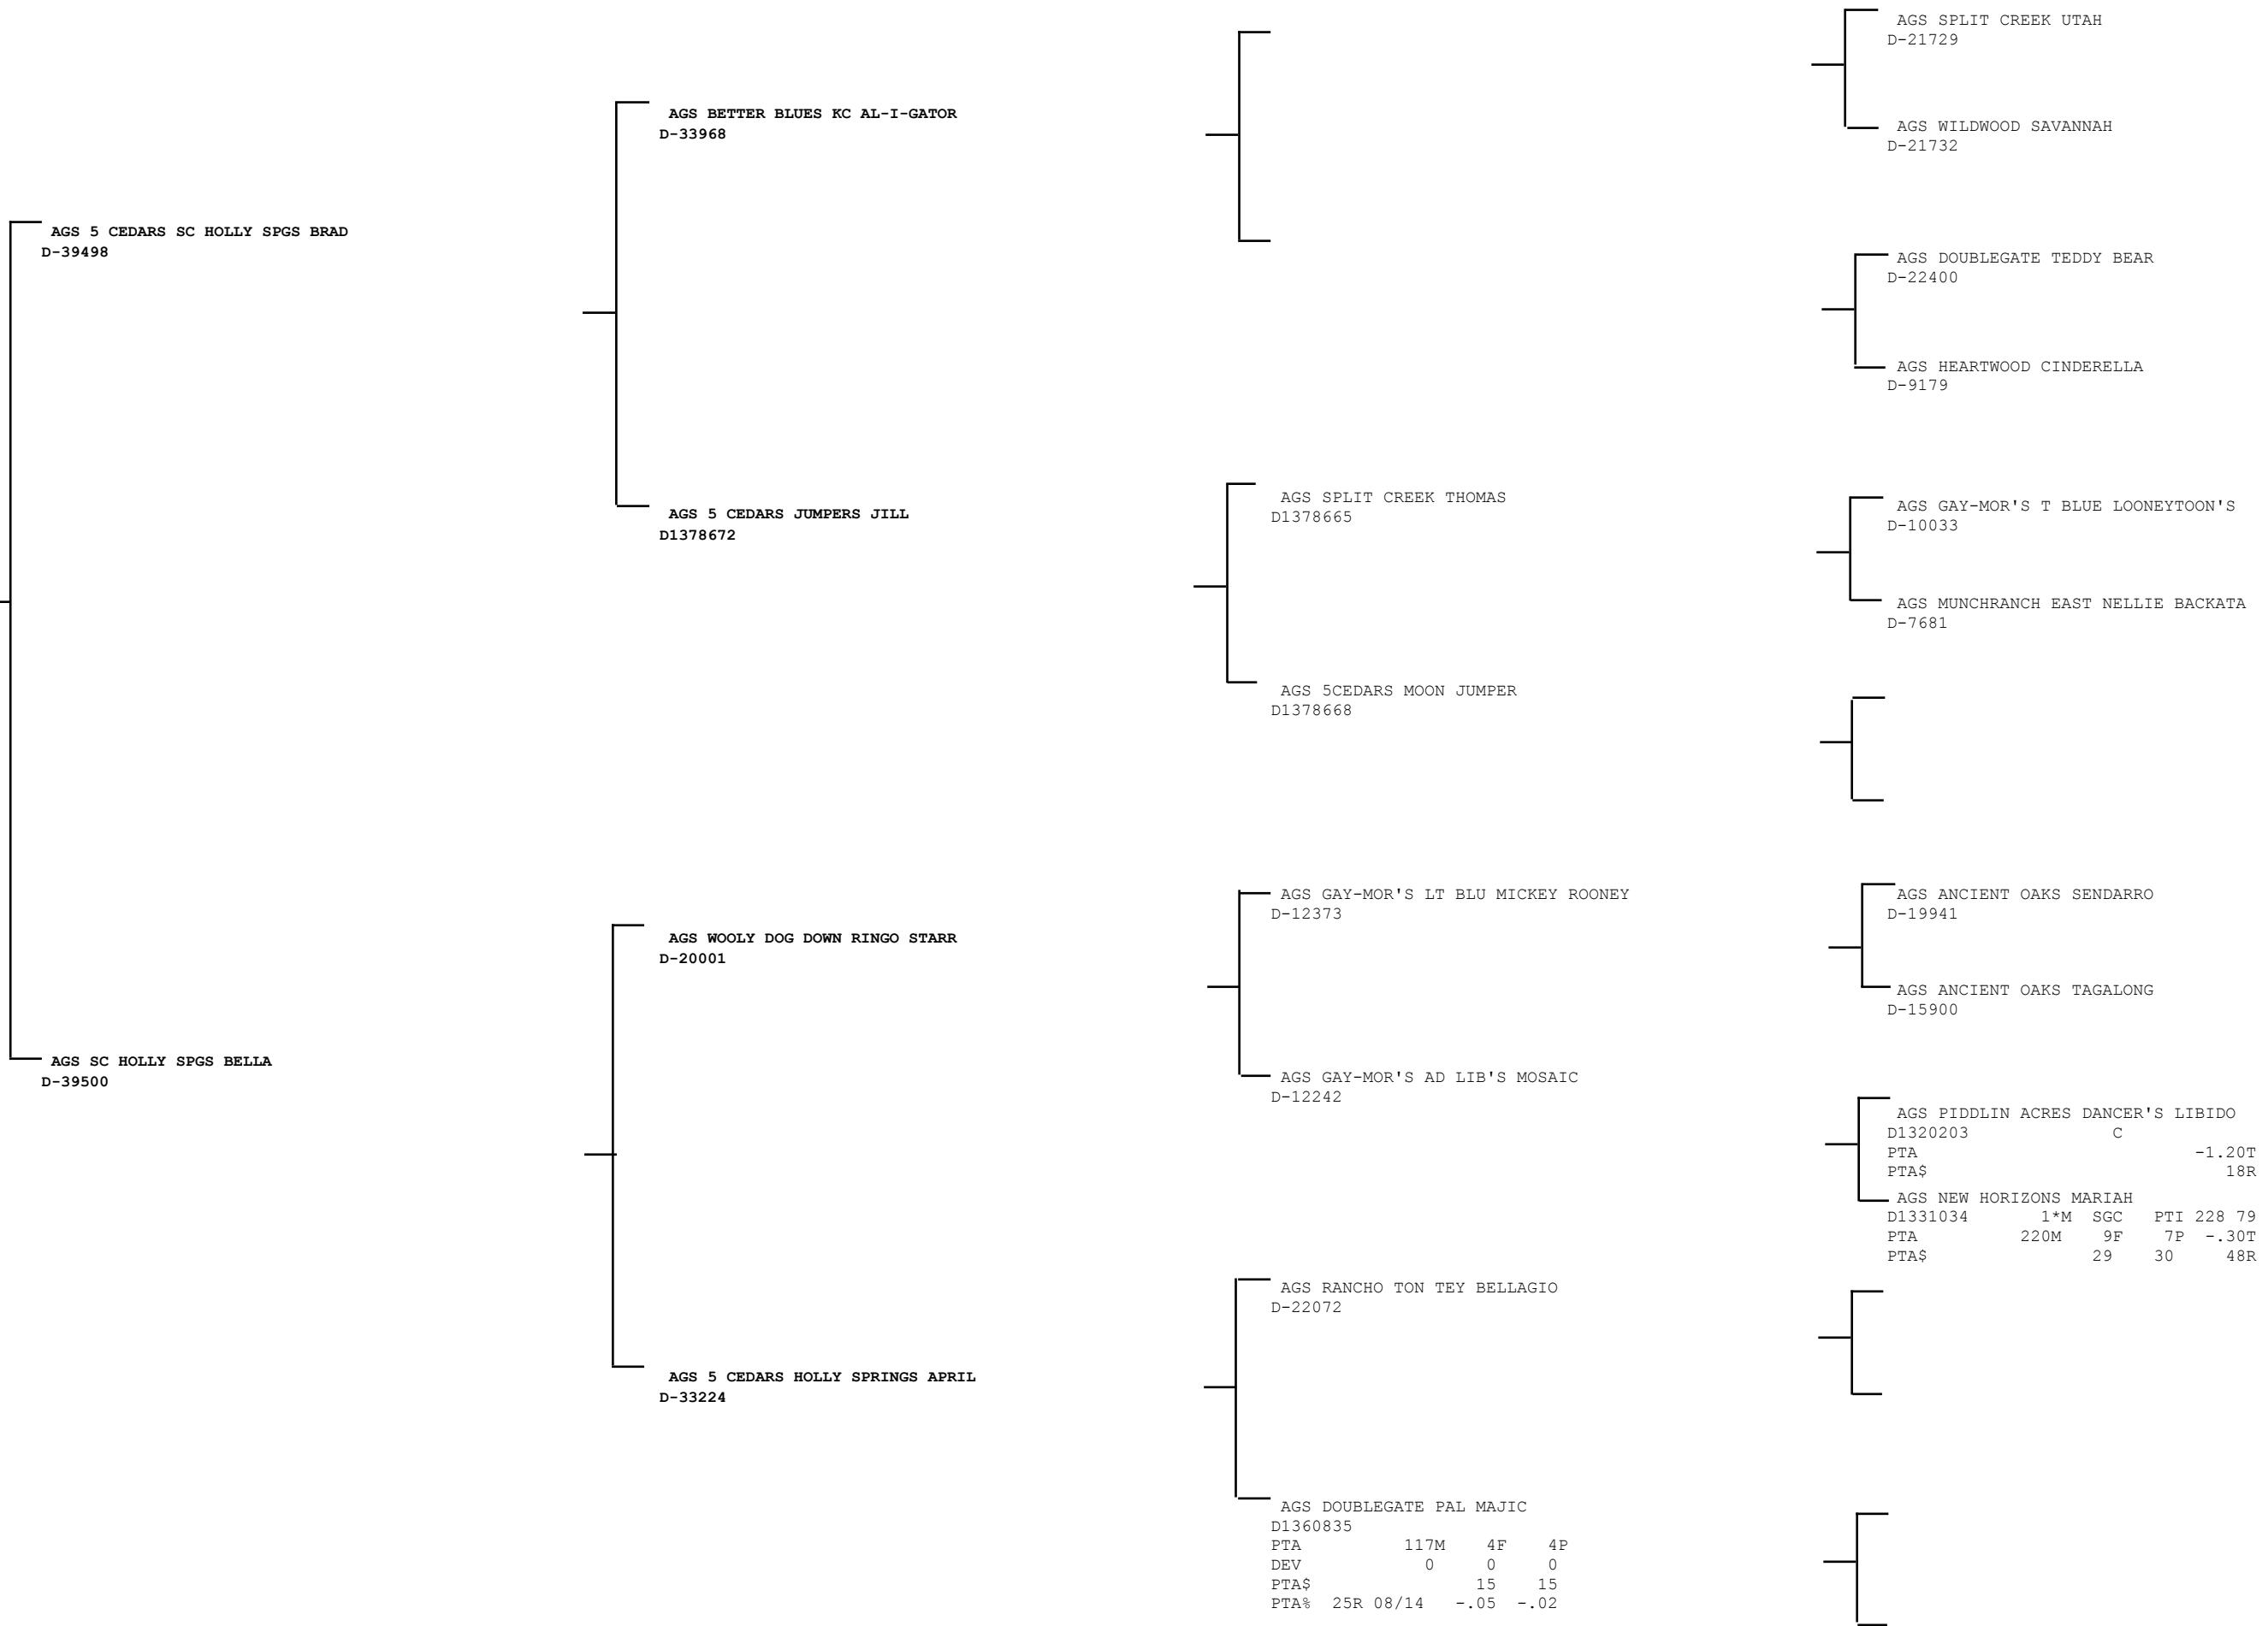 AGS 5 CEDARS SC HOLLY SPGS BRAD
D-39498
AGS SC HOLLY SPGS BELLA
D-39500
AGS BETTER BLUES KC AL-I-GATOR
D-33968
AGS 5 CEDARS JUMPERS JILL
D1378672
AGS WOOLY DOG DOWN RINGO STARR
D-20001
AGS 5 CEDARS HOLLY SPRINGS APRIL
D-33224
AGS SPLIT CREEK THOMAS
D1378665
AGS 5CEDARS MOON JUMPER
D1378668
AGS GAY-MOR'S LT BLU MICKEY ROONEY
D-12373
AGS GAY-MOR'S AD LIB'S MOSAIC
D-12242
AGS RANCHO TON TEY BELLAGIO
D-22072
AGS DOUBLEGATE PAL MAJIC
D1360835
PTA 117M 4F 4P
DEV 0 0 0
PTA$ 15 15
PTA% 25R 08/14 -.05 -.02
AGS SPLIT CREEK UTAH
D-21729
AGS WILDWOOD SAVANNAH
D-21732
AGS DOUBLEGATE TEDDY BEAR
D-22400
AGS HEARTWOOD CINDERELLA
D-9179
AGS GAY-MOR'S T BLUE LOONEYTOON'S
D-10033
AGS MUNCHRANCH EAST NELLIE BACKATA
D-7681
AGS ANCIENT OAKS SENDARRO
D-19941
AGS ANCIENT OAKS TAGALONG
D-15900
AGS PIDDLIN ACRES DANCER'S LIBIDO
D1320203 C
PTA -1.20T
PTA$ 18R
AGS NEW HORIZONS MARIAH
D1331034 1*M SGC PTI 228 79
PTA 220M 9F 7P -.30T
PTA$ 29 30 48R